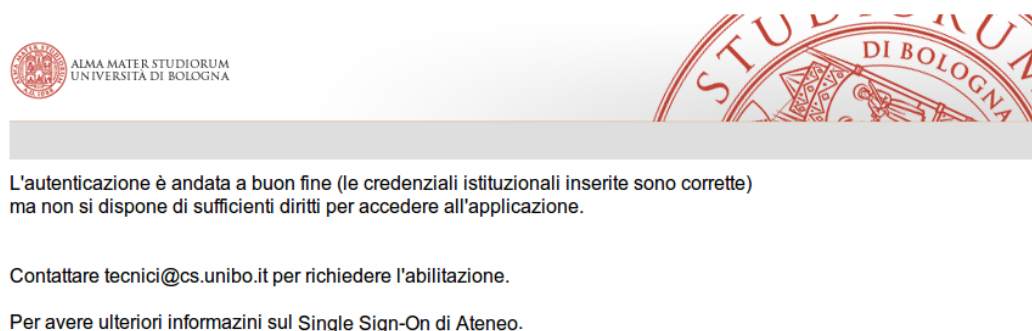 ALMA MATER STUDIORUM
UNIVERSITÀ DI BOLOGNA
STUDIORUM
DI BOLOGNA
L'autenticazione è andata a buon fine (le credenziali istituzionali inserite sono corrette)
ma non si dispone di sufficienti diritti per accedere all'applicazione.
Contattare tecnici@cs.unibo.it per richiedere l'abilitazione.
Per avere ulteriori informazini sul Single Sign-On di Ateneo.